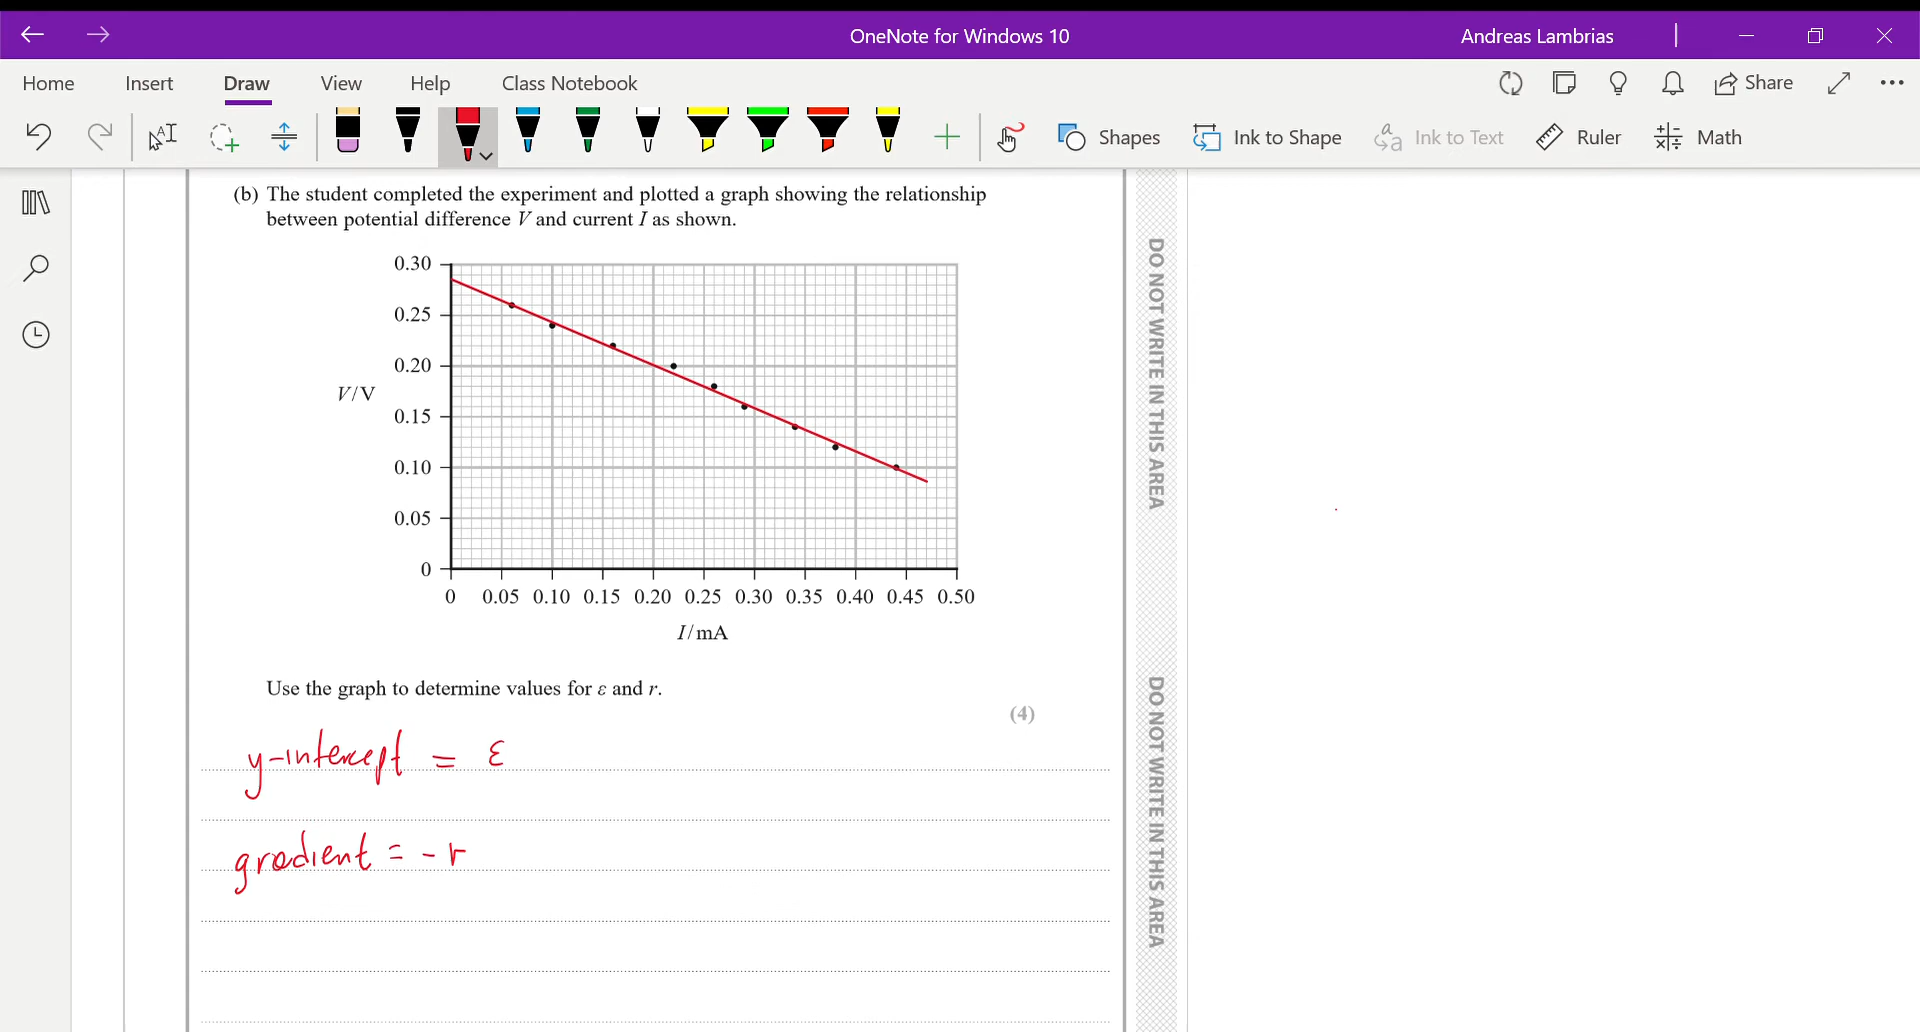 OneNote for Windows 10
Andreas Lambrias
Home Insert Draw View Help Class Notebook
Share
Shapes Ink to Shape Ink to Text Ruler Math
(b) The student completed the experiment and plotted a graph showing the relationship
between potential difference V and current I as shown.
0.30
0.25
0.20
V/V
0.15
0.10
0.05
0
0 0.05 0.10 0.15 0.20 0.25 0.30 0.35 0.40 0.45 0.50
I/mA
Use the graph to determine values for ε and r.
(4)
y-intercept = ε
gradient = -r
DO NOT WRITE IN THIS AREA
DO NOT WRITE IN THIS AREA